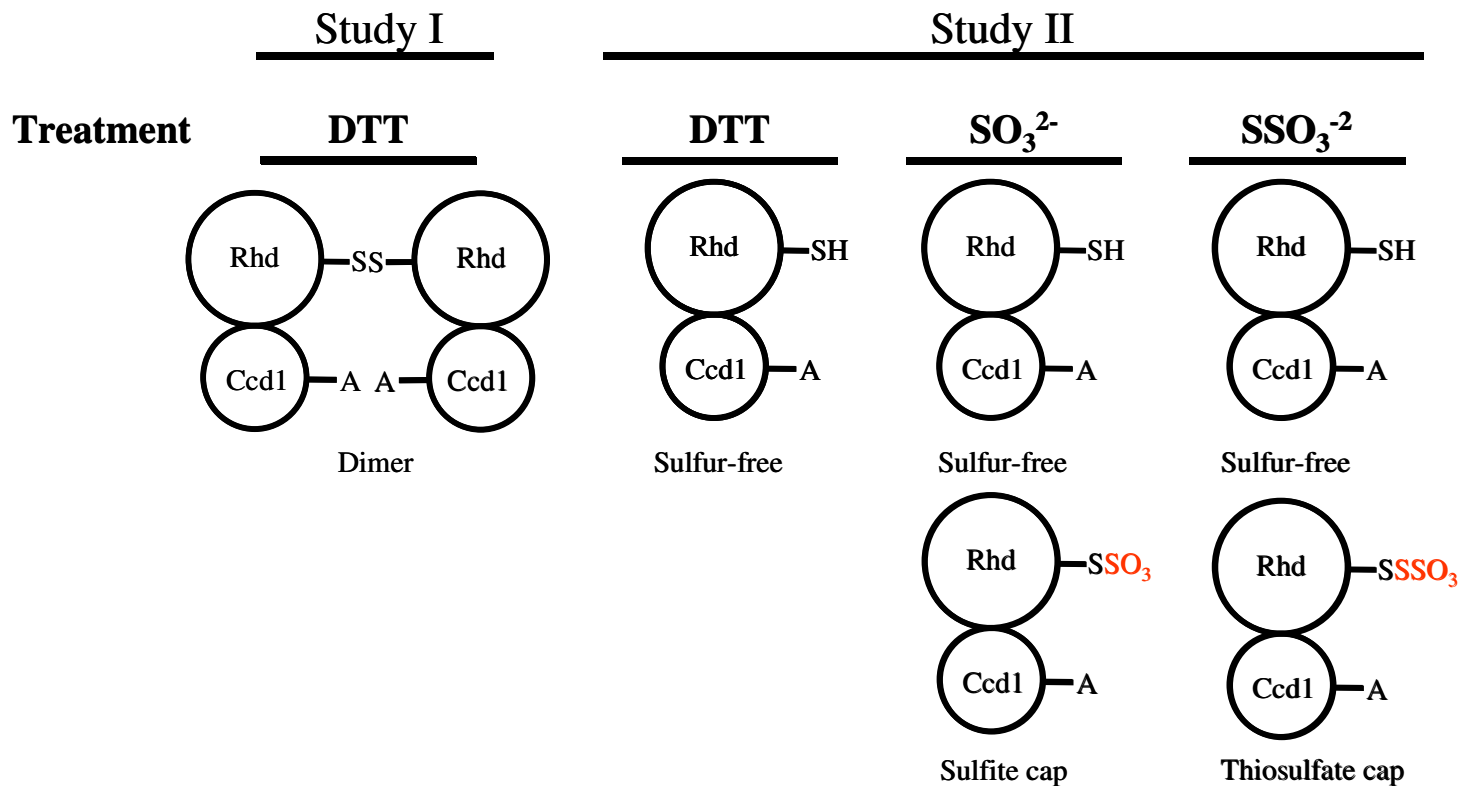 Study I Study II
Treatment DTT DTT SO₃²⁻ SSO₃⁻²
Rhd SS Rhd Rhd SH Rhd SH Rhd SH
Ccd1 A A Ccd1 Ccd1 A Ccd1 A Ccd1 A
Dimer Sulfur-free Sulfur-free Sulfur-free
Rhd SSO₃ Rhd SSSO₃
Ccd1 A Ccd1 A
Sulfite cap Thiosulfate cap